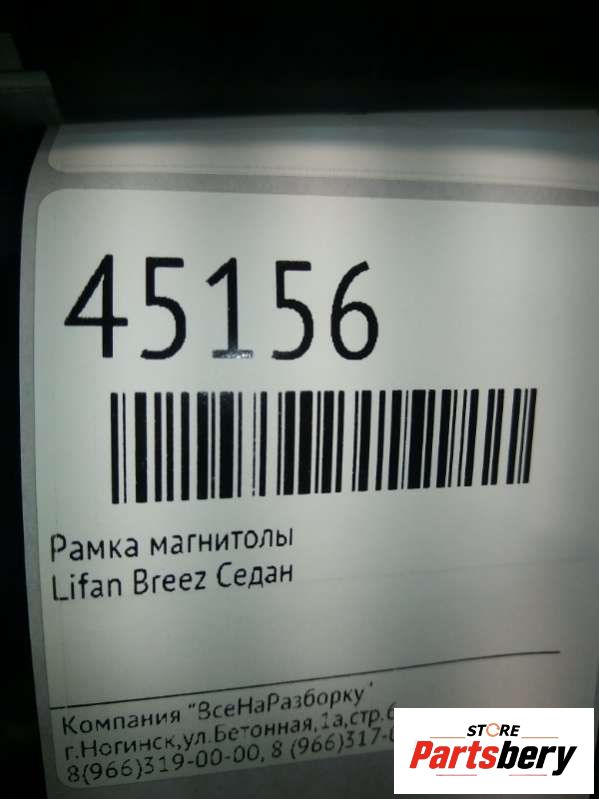 45156
Рамка магнитолы
Lifan Breez Седан
Компания "ВсеНаРазборку"
г.Ногинск,ул.Бетонная,1а,стр.
8(966)319-00-00, 8 (966)317-
STORE
Partsbery